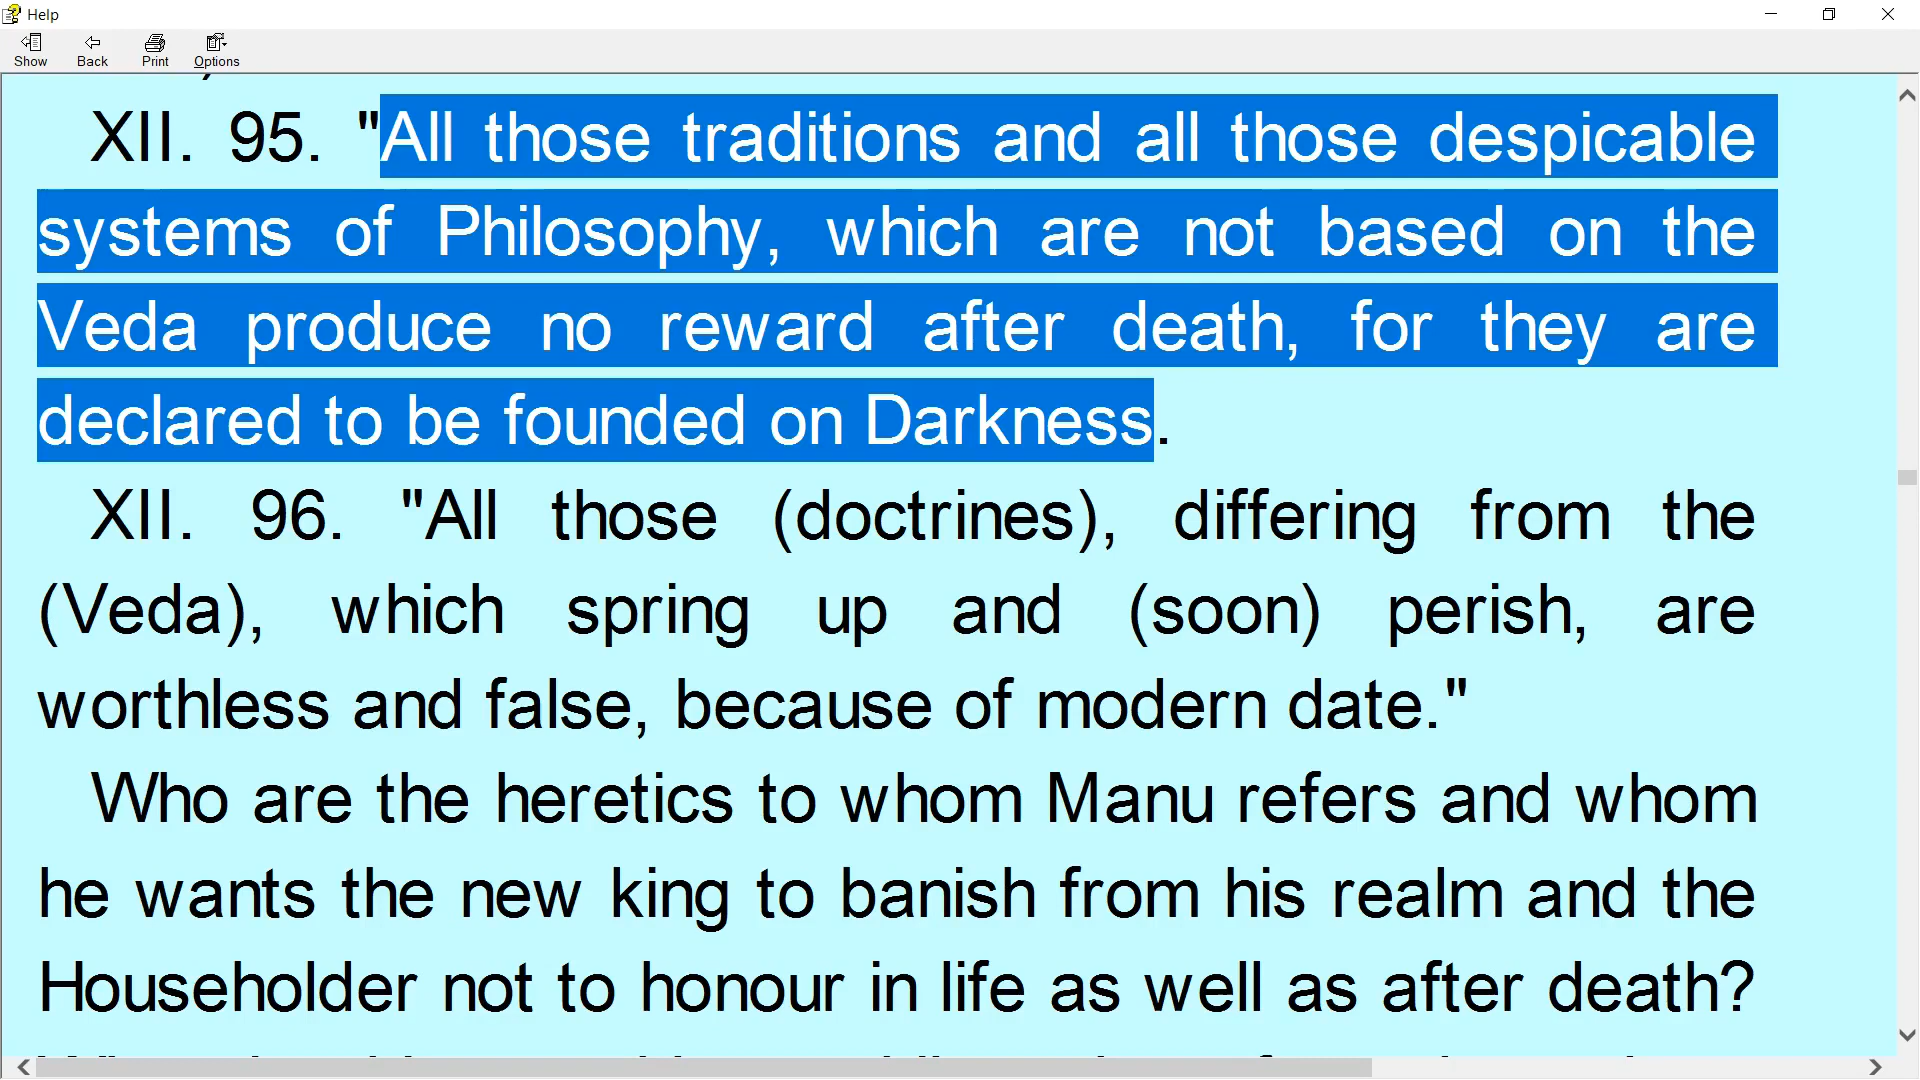 Help
Show Back Print Options
XII. 95. "All those traditions and all those despicable
systems of Philosophy, which are not based on the
Veda produce no reward after death, for they are
declared to be founded on Darkness.
XII. 96. "All those (doctrines), differing from the
(Veda), which spring up and (soon) perish, are
worthless and false, because of modern date."
Who are the heretics to whom Manu refers and whom
he wants the new king to banish from his realm and the
Householder not to honour in life as well as after death?